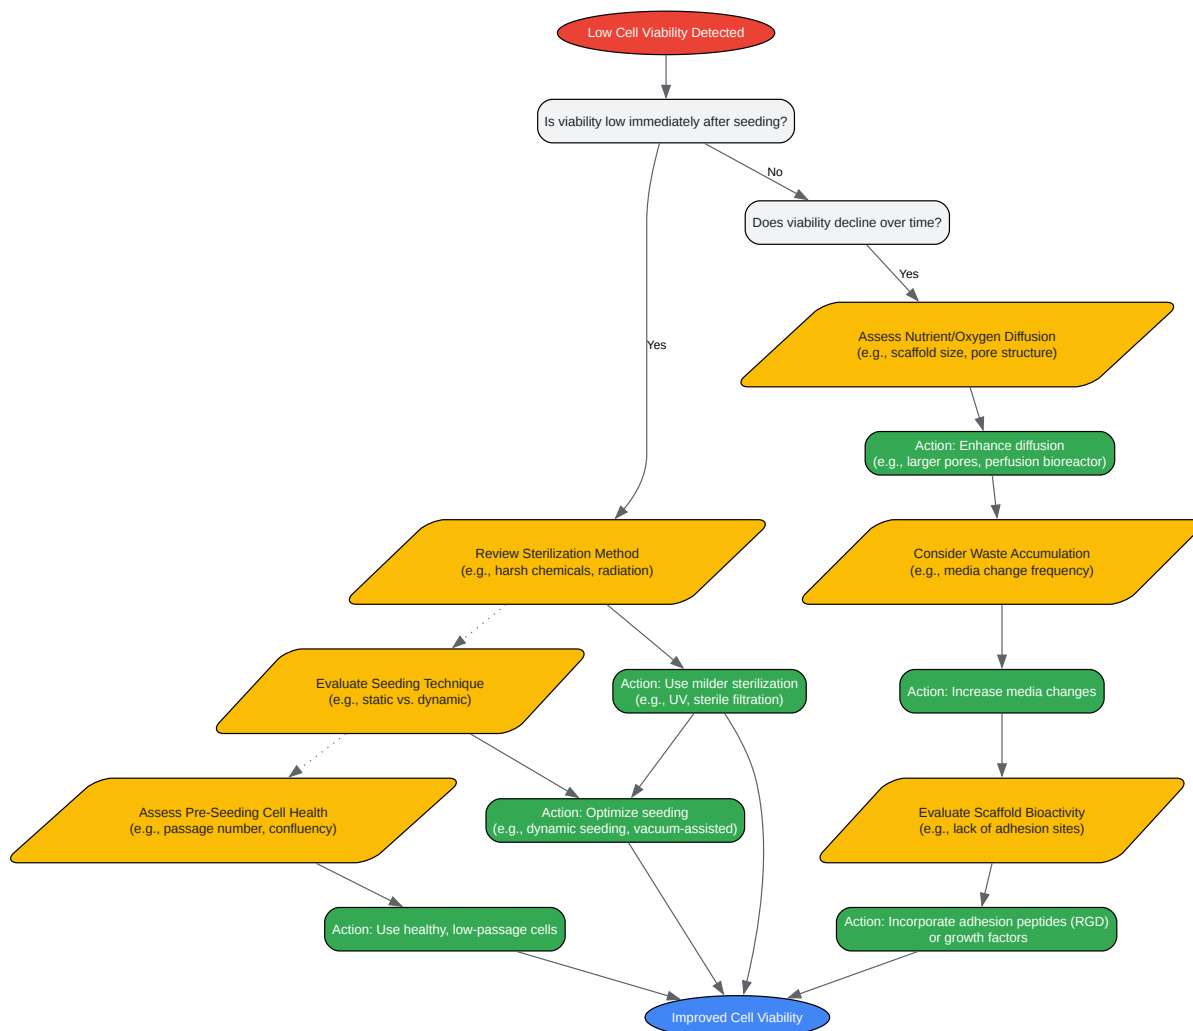 Low Cell Viability Detected
Is viability low immediately after seeding?
No
Does viability decline over time?
Yes
Assess Nutrient/Oxygen Diffusion
(e.g., scaffold size, pore structure)
Yes
Action: Enhance diffusion
(e.g., larger pores, perfusion bioreactor)
Review Sterilization Method
(e.g., harsh chemicals, radiation)
Consider Waste Accumulation
(e.g., media change frequency)
Evaluate Seeding Technique
(e.g., static vs. dynamic)
Action: Use milder sterilization
(e.g., UV, sterile filtration)
Action: Increase media changes
Assess Pre-Seeding Cell Health
(e.g., passage number, confluency)
Action: Optimize seeding
(e.g., dynamic seeding, vacuum-assisted)
Evaluate Scaffold Bioactivity
(e.g., lack of adhesion sites)
Action: Use healthy, low-passage cells
Action: Incorporate adhesion peptides (RGD)
or growth factors
Improved Cell Viability